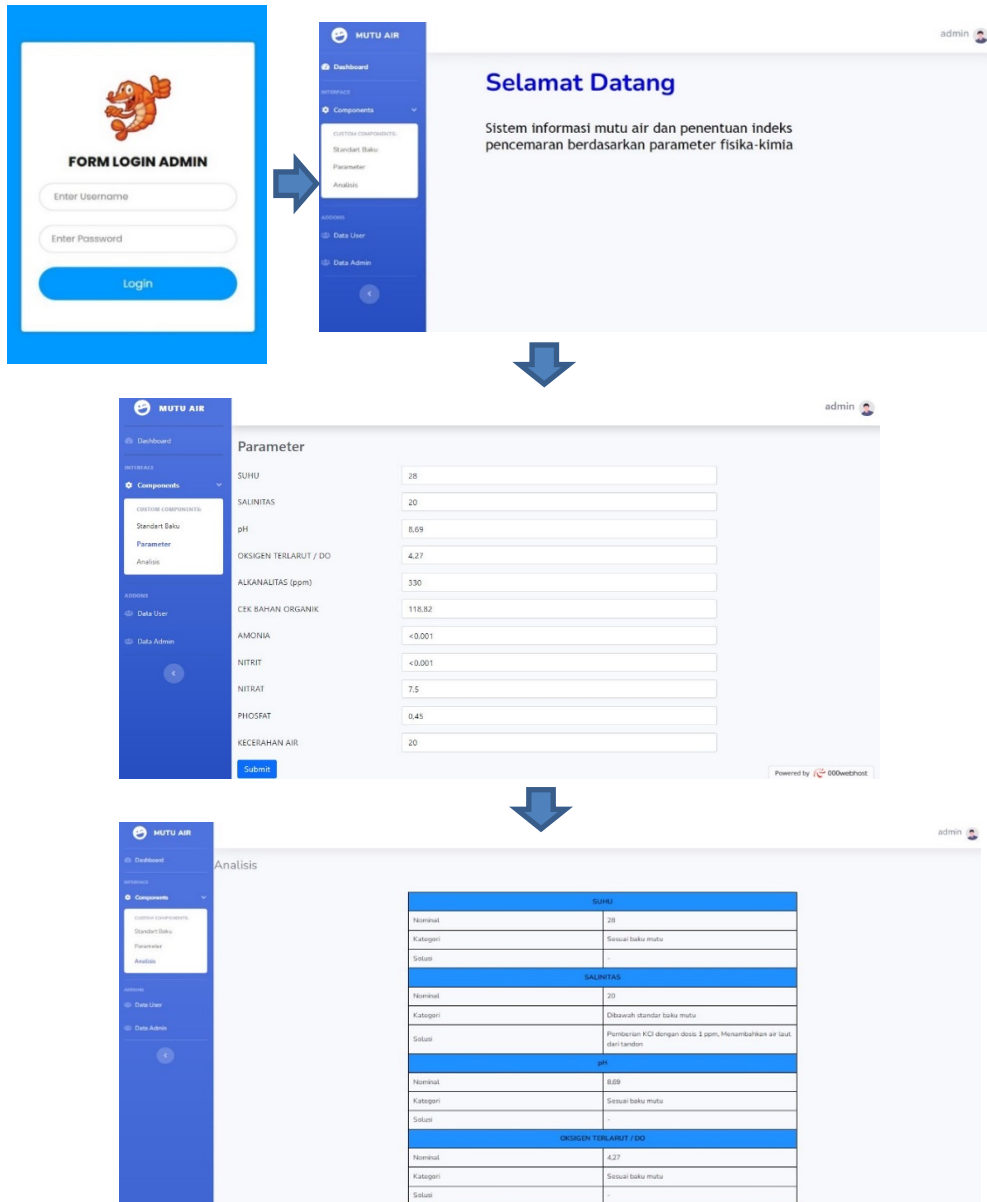 FORM LOGIN ADMIN
Enter Username
Enter Password
Login
MUTU AIR
admin
Dashboard
INTERFACE
Components
CUSTOM COMPONENTS:
Standart Baku
Parameter
Analisis
ADDONS
Data User
Data Admin
Selamat Datang
Sistem informasi mutu air dan penentuan indeks
pencemaran berdasarkan parameter fisika-kimia
MUTU AIR
admin
Dashboard
INTERFACE
Components
CUSTOM COMPONENTS:
Standart Baku
Parameter
Analisis
ADDONS
Data User
Data Admin
Parameter
SUHU 28
SALINITAS 20
pH 8,69
OKSIGEN TERLARUT / DO 4,27
ALKANALITAS (ppm) 330
CEK BAHAN ORGANIK 118,82
AMONIA <0.001
NITRIT <0.001
NITRAT 7.5
PHOSFAT 0,45
KECERAHAN AIR 20
Submit
Powered by 000webhost
MUTU AIR
admin
Dashboard
INTERFACE
Components
CUSTOM COMPONENTS:
Standart Baku
Parameter
Analisis
ADDONS
Data User
Data Admin
Analisis
SUHU
Nominal 28
Kategori Sesuai baku mutu
Solusi -
SALINITAS
Nominal 20
Kategori Dibawah standar baku mutu
Solusi Pemberian KCl dengan dosis 1 ppm, Menambahkan air laut
dari tandon
pH
Nominal 8,69
Kategori Sesuai baku mutu
Solusi -
OKSIGEN TERLARUT / DO
Nominal 4,27
Kategori Sesuai baku mutu
Solusi -